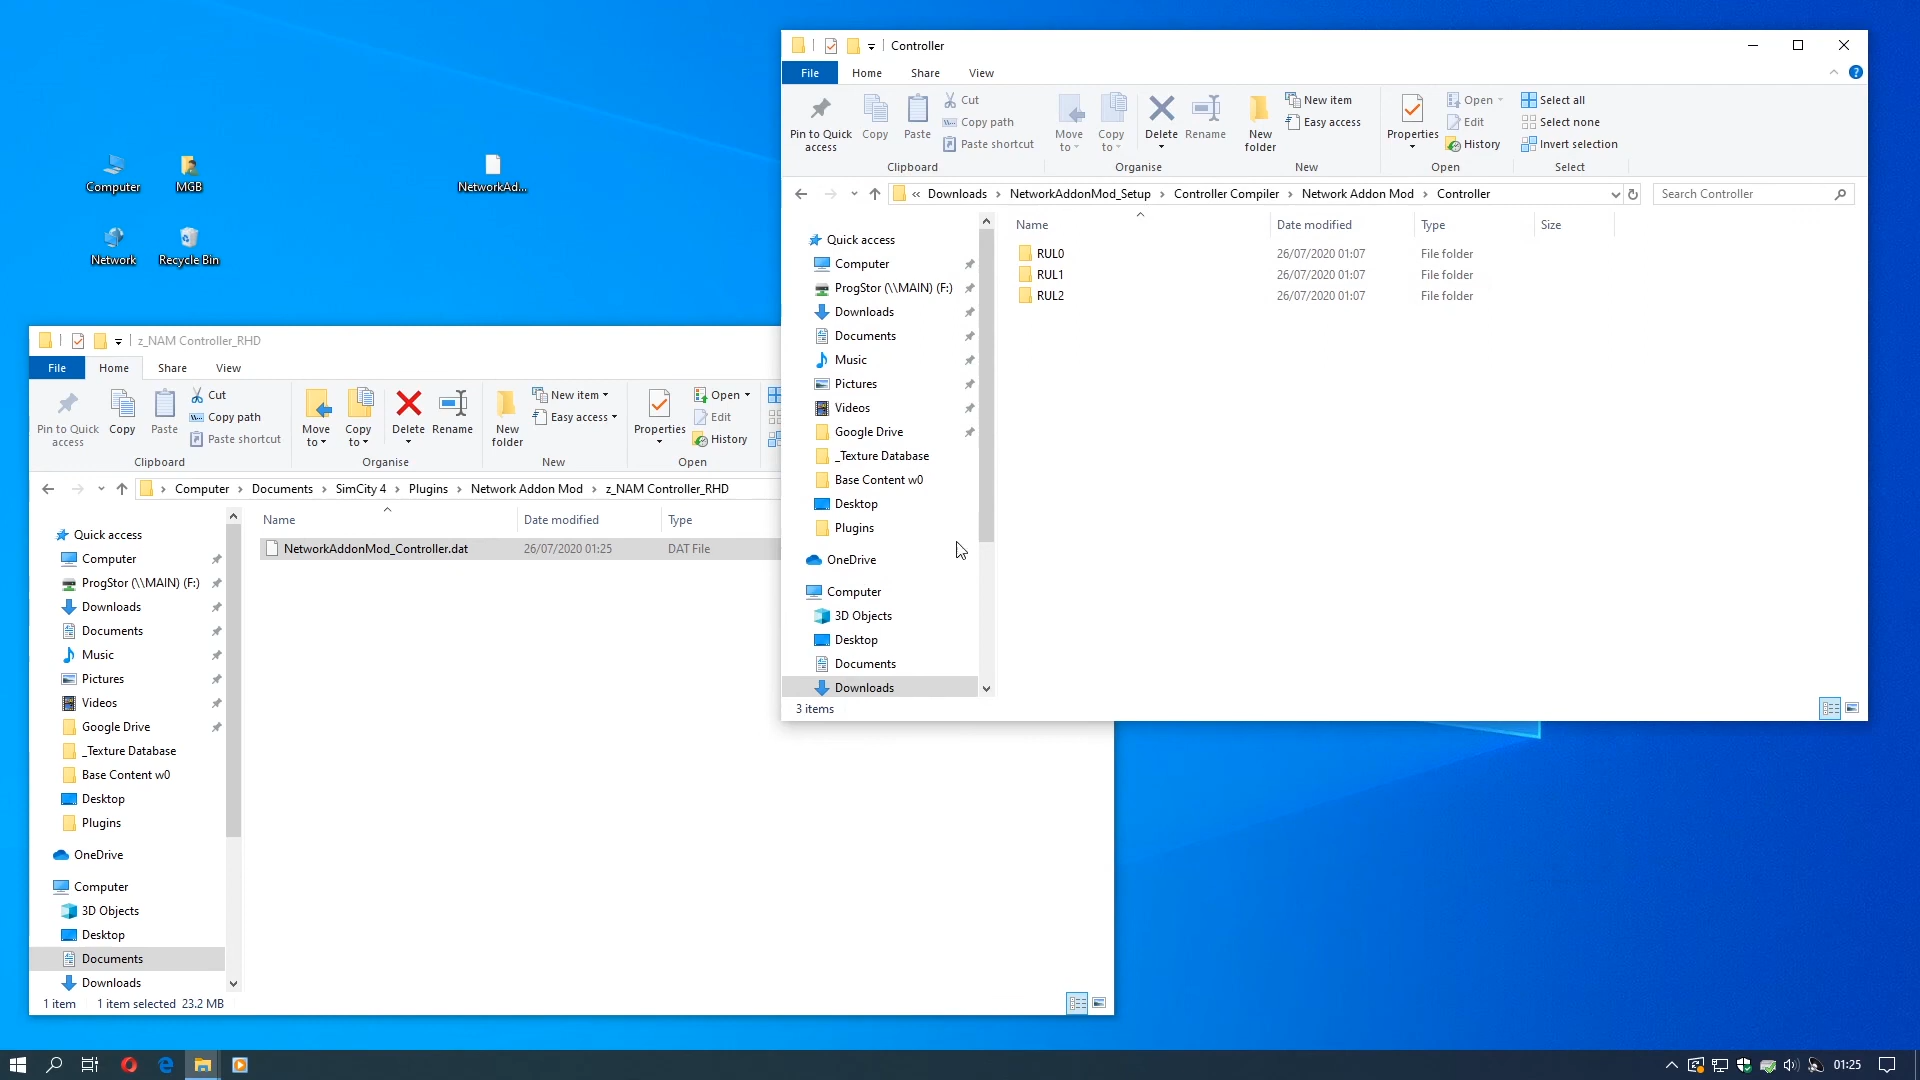 Computer
MGB
NetworkAd...
Network
Recycle Bin
Controller
File
Home
Share
View
Pin to Quick access
Copy
Paste
Cut
Copy path
Paste shortcut
Clipboard
Move to
Copy to
Delete
Rename
Organise
New folder
New item
Easy access
New
Properties
Open
Edit
History
Open
Select all
Select none
Invert selection
Select
« Downloads › NetworkAddonMod_Setup › Controller Compiler › Network Addon Mod › Controller
Search Controller
Name
Date modified
Type
Size
RUL0 26/07/2020 01:07 File folder
RUL1 26/07/2020 01:07 File folder
RUL2 26/07/2020 01:07 File folder
Quick access
Computer
ProgStor (\\MAIN) (F:)
Downloads
Documents
Music
Pictures
Videos
Google Drive
_Texture Database
Base Content w0
Desktop
Plugins
OneDrive
Computer
3D Objects
Desktop
Documents
Downloads
3 items
z_NAM Controller_RHD
File
Home
Share
View
Pin to Quick access
Copy
Paste
Cut
Copy path
Paste shortcut
Clipboard
Move to
Copy to
Delete
Rename
Organise
New folder
New item
Easy access
New
Properties
Open
Edit
History
Open
› Computer › Documents › SimCity 4 › Plugins › Network Addon Mod › z_NAM Controller_RHD
Name
Date modified
Type
NetworkAddonMod_Controller.dat 26/07/2020 01:25 DAT File
Quick access
Computer
ProgStor (\\MAIN) (F:)
Downloads
Documents
Music
Pictures
Videos
Google Drive
_Texture Database
Base Content w0
Desktop
Plugins
OneDrive
Computer
3D Objects
Desktop
Documents
Downloads
1 item 1 item selected 23.2 MB
01:25